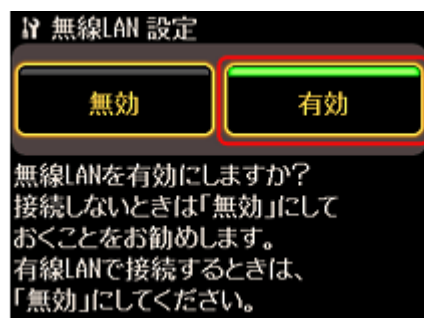 無線LAN 設定
無効 有効
無線LANを有効にしますか?
接続しないときは「無効」にして
おくことをお勧めします。
有線LANで接続するときは、
「無効」にしてください。